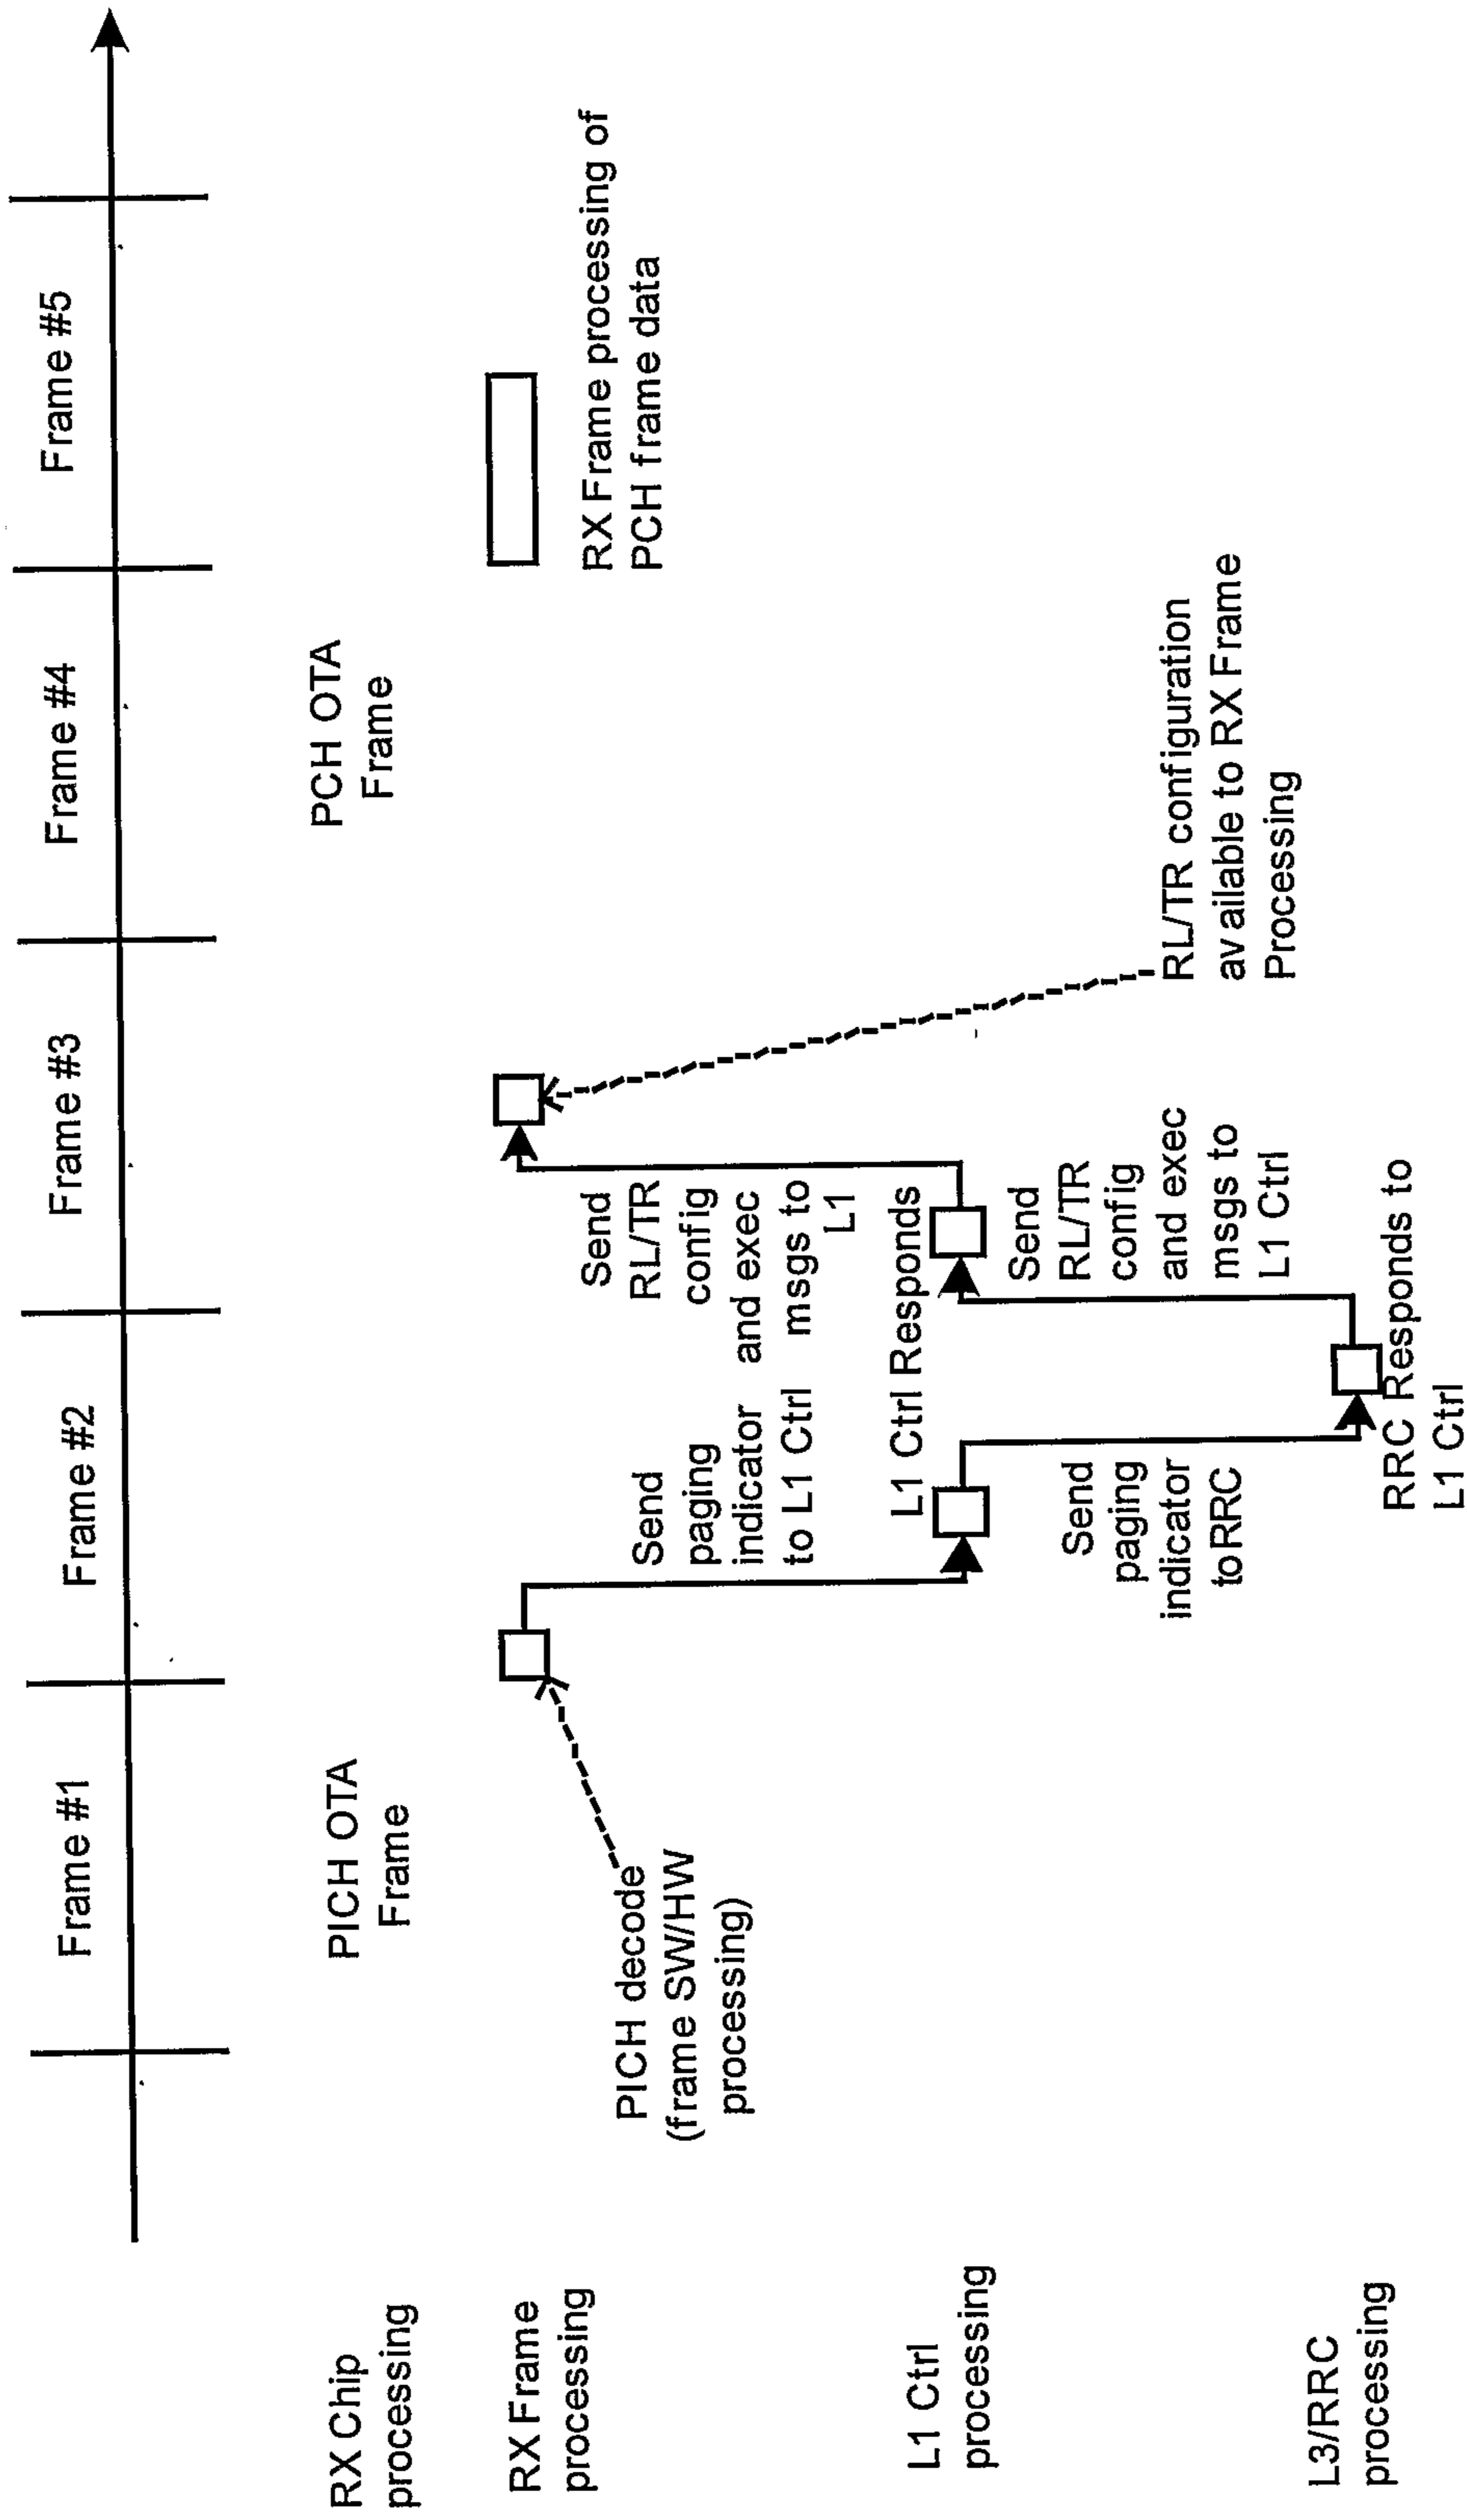 Frame #1
Frame #2
Frame #3
Frame #4
Frame #5
RX Chip
processing
PICH OTA
Frame
PCH OTA
Frame
RX Frame
processing
PICH decode
(frame SW/HW
processing)
Send
paging
indicator
to L1 Ctrl
Send
RL/TR
config
and exec
msgs to
L1
RX Frame processing of
PCH frame data
L1 Ctrl
processing
L1 Ctrl Responds
Send
paging
indicator
to RRC
Send
RL/TR
config
and exec
msgs to
L1 Ctrl
RL/TR configuration
available to RX Frame
Processing
L3/RRC
processing
RRC Responds to
L1 Ctrl